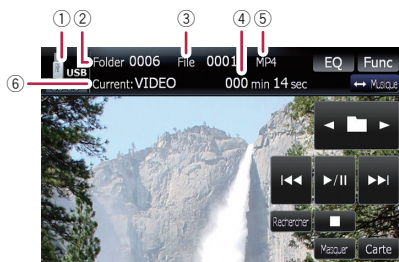 ① ② ③ ④ ⑤
USB Folder 0006 File 0001 MP4 EQ Func
⑥ Current: VIDEO 000 min 14 sec ↔ Musique
Rechercher
Masquer Carte